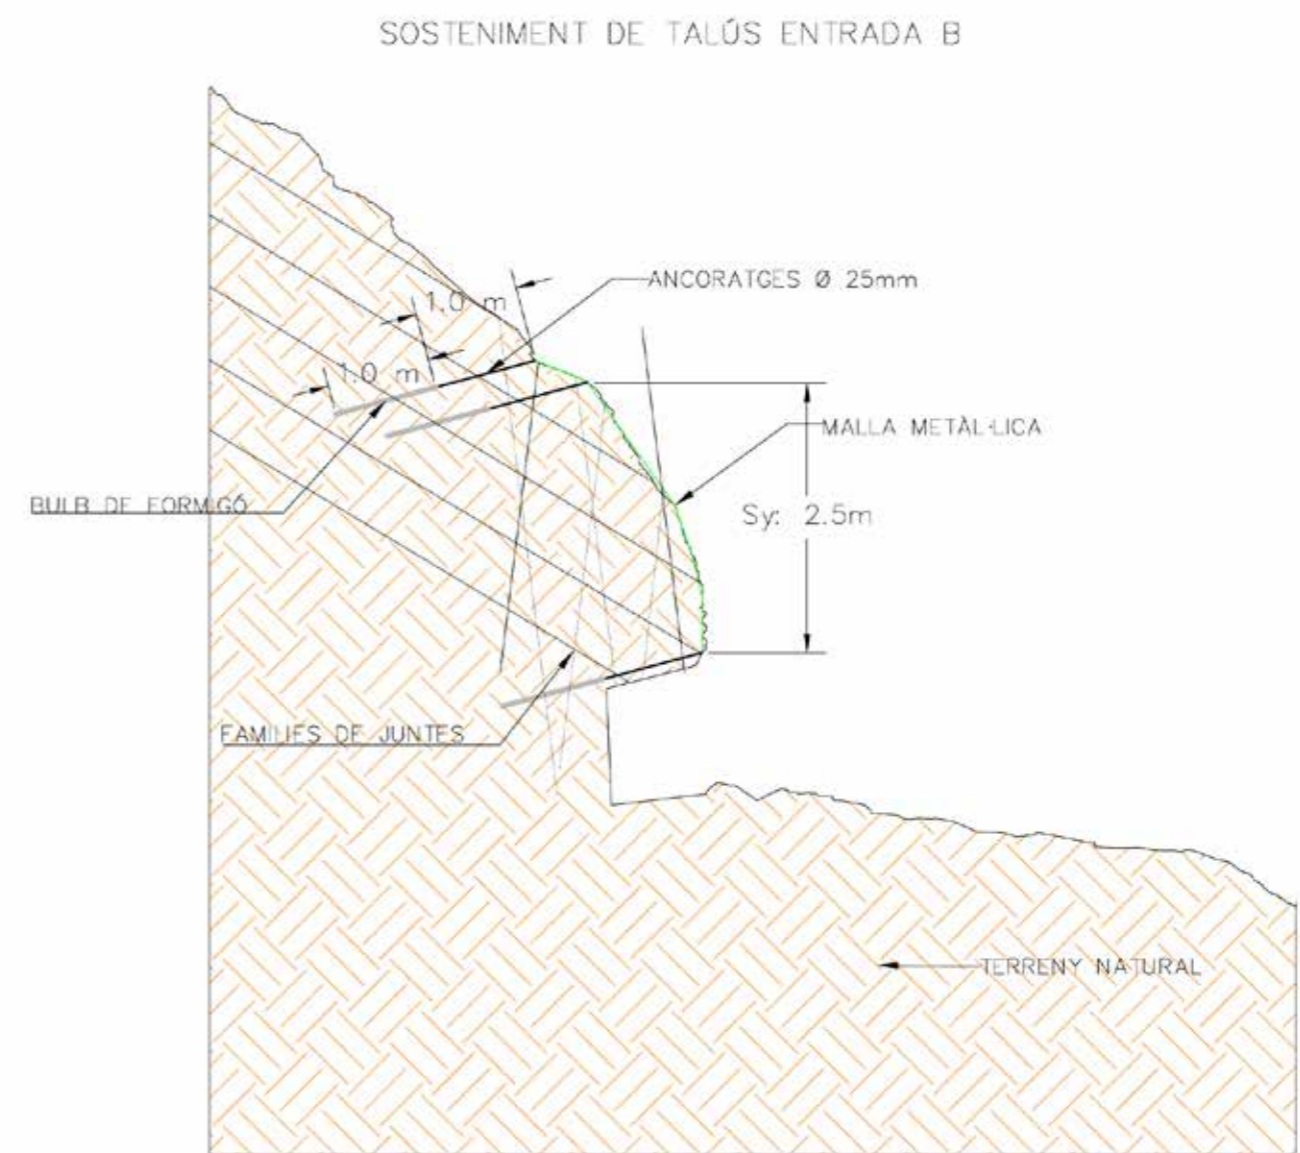 SOSTENIMENT DE TALÚS ENTRADA B
ANCORATGES Ø 25mm
1.0 m
1.0 m
MALLA METÀL·LICA
BULB DE FORMIGÓ
Sy: 2.5m
FAMILIES DE JUNTES
TERRENY NATURAL